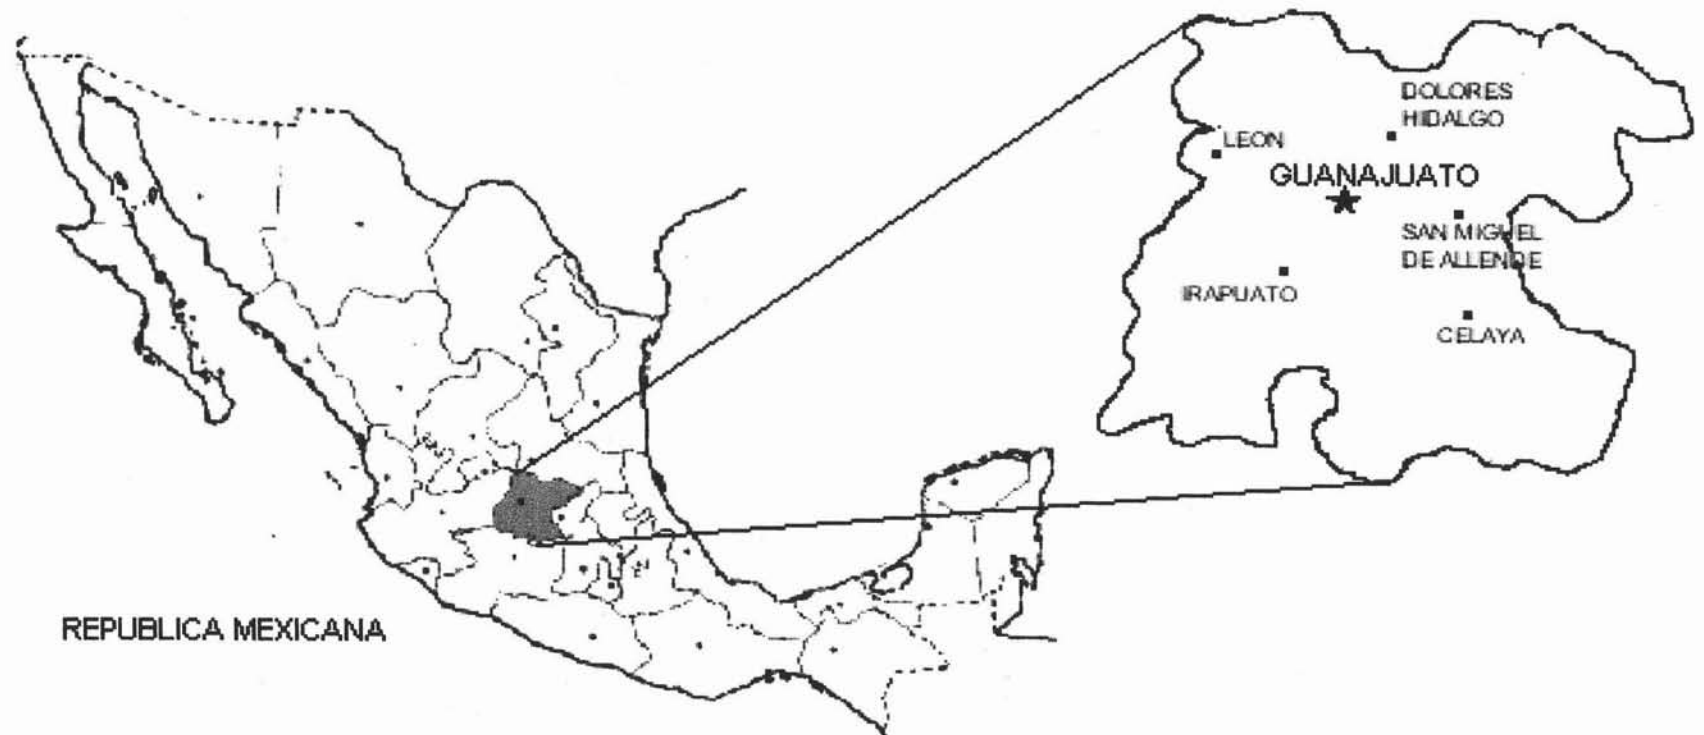 DOLORES
HIDALGO
LEON
GUANAJUATO
SAN MIGUEL
DE ALLENDE
IRAPUATO
CELAYA
REPUBLICA MEXICANA